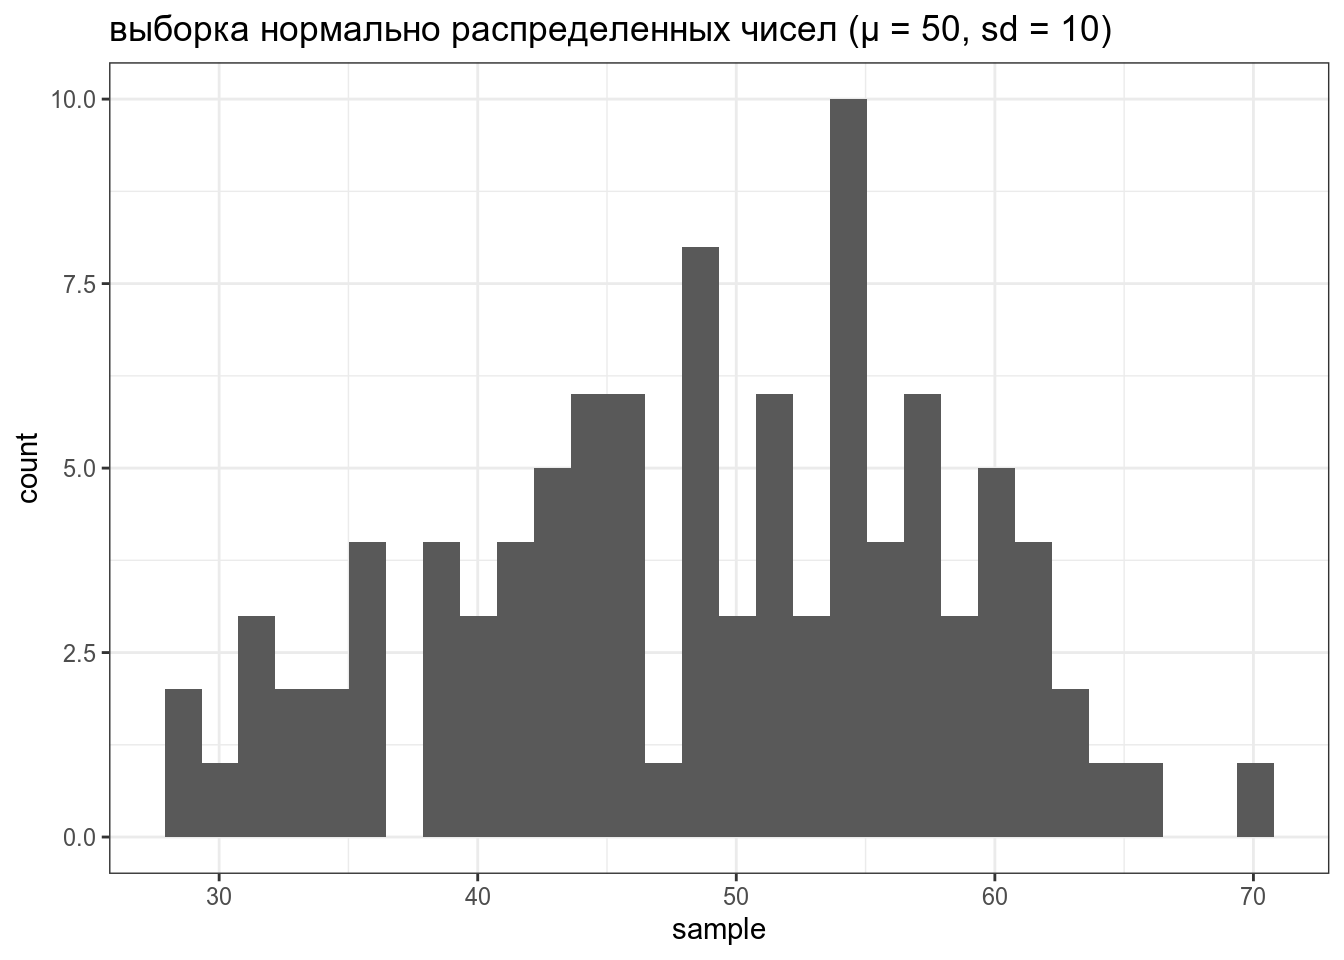 выборка нормально распределенных чисел (μ = 50, sd = 10)
10.0
7.5
5.0
2.5
0.0
count
30 40 50 60 70
sample